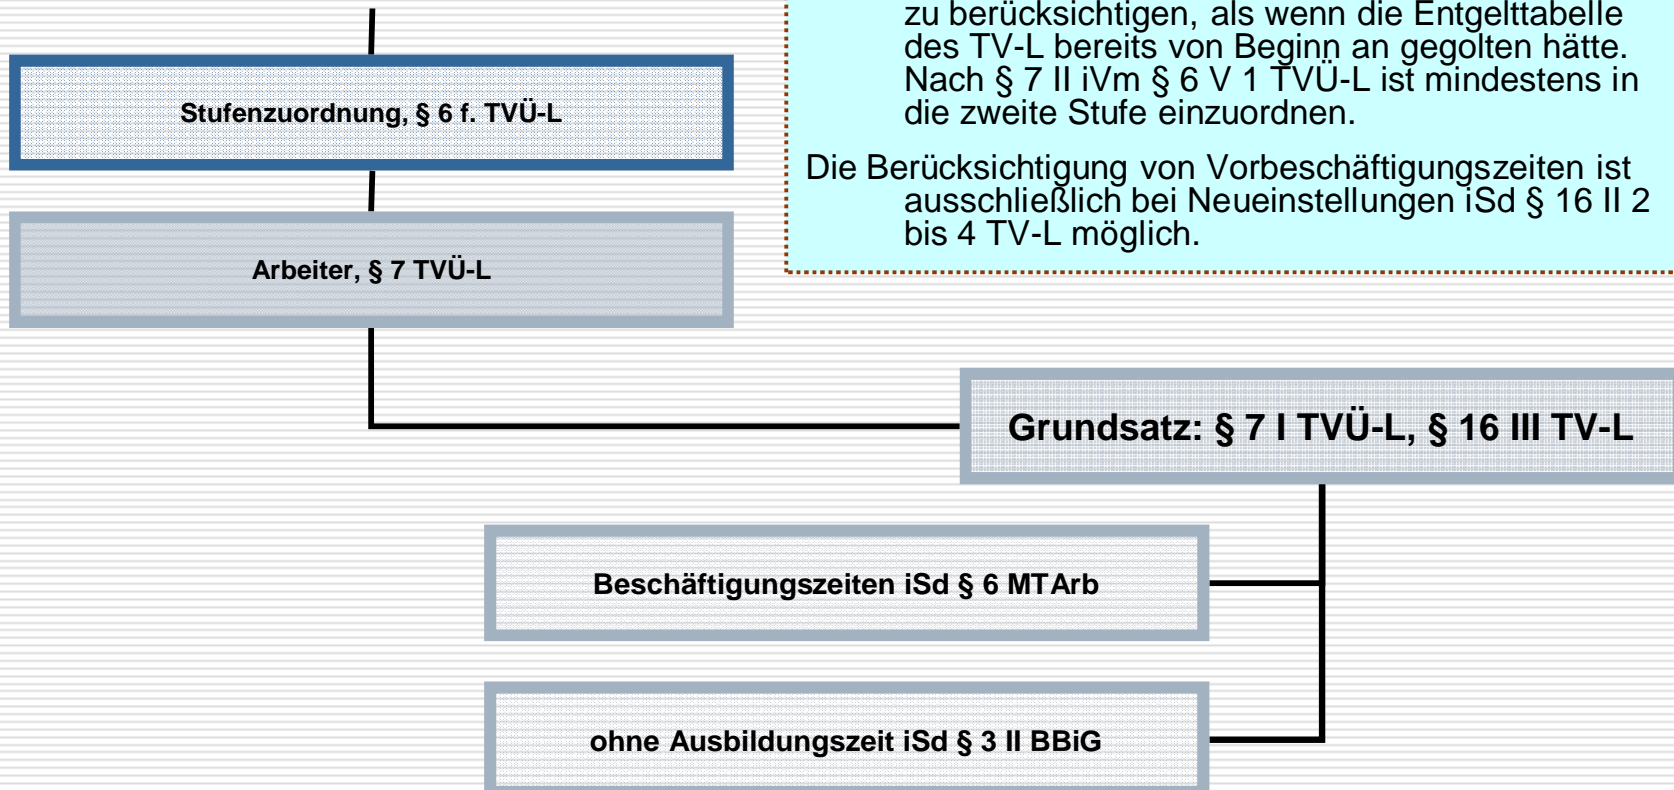 zu berücksichtigen, als wenn die Entgelttabelle
des TV-L bereits von Beginn an gegolten hätte.
Nach § 7 II iVm § 6 V 1 TVÜ-L ist mindestens in
die zweite Stufe einzuordnen.
Die Berücksichtigung von Vorbeschäftigungszeiten ist
ausschließlich bei Neueinstellungen iSd § 16 II 2
bis 4 TV-L möglich.
Stufenzuordnung, § 6 f. TVÜ-L
Arbeiter, § 7 TVÜ-L
Grundsatz: § 7 I TVÜ-L, § 16 III TV-L
Beschäftigungszeiten iSd § 6 MTArb
ohne Ausbildungszeit iSd § 3 II BBiG